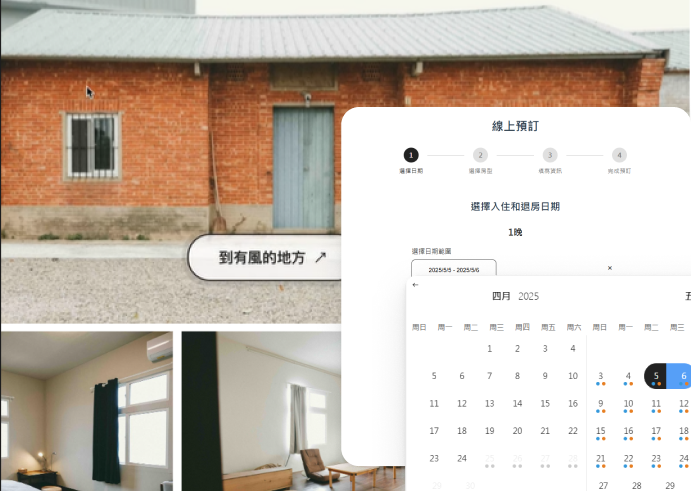 線上預訂
1 2 3 4
選擇日期 選擇房型 填寫資訊 完成預訂
選擇入住和退房日期
1晚
選擇日期範圍
2025/5/5 - 2025/5/6 ×
到有風的地方 ↗
←
四月 2025 五
周日 周一 周二 周三 周四 周五 周六 周日 周一 周二 周三
1 2 3 4
5 6 7 8 9 10 3 4 5 6
11 12 13 14 15 16 9 10 11 12
17 18 19 20 21 22 15 16 17 18
23 24 25 26 27 28 21 22 23 24
29 30 27 28 29